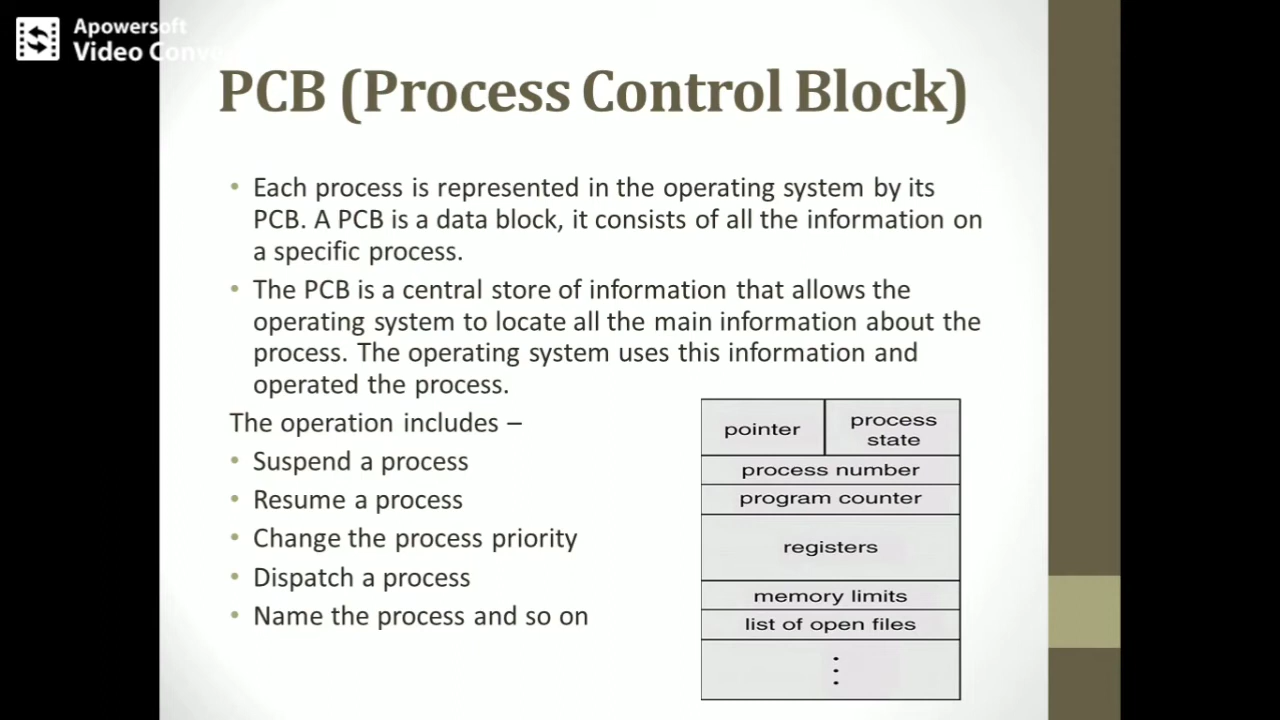 Apowersoft
Video Conve
PCB (Process Control Block)
• Each process is represented in the operating system by its
PCB. A PCB is a data block, it consists of all the information on
a specific process.
• The PCB is a central store of information that allows the
operating system to locate all the main information about the
process. The operating system uses this information and
operated the process.
The operation includes –
• Suspend a process
• Resume a process
• Change the process priority
• Dispatch a process
• Name the process and so on
pointer
process
state
process number
program counter
registers
memory limits
list of open files